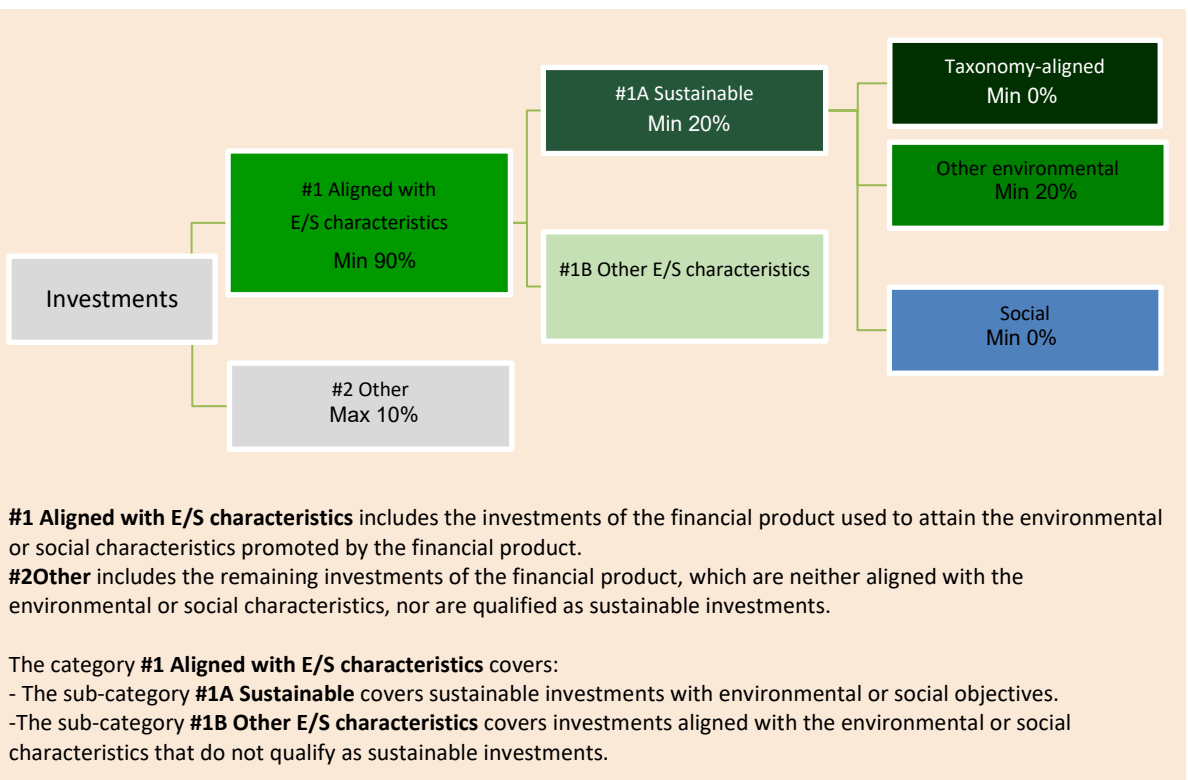 Investments
#1 Aligned with
E/S characteristics
Min 90%
#2 Other
Max 10%
#1A Sustainable
Min 20%
#1B Other E/S characteristics
Taxonomy-aligned
Min 0%
Other environmental
Min 20%
Social
Min 0%
#1 Aligned with E/S characteristics includes the investments of the financial product used to attain the environmental
or social characteristics promoted by the financial product.
#2Other includes the remaining investments of the financial product, which are neither aligned with the
environmental or social characteristics, nor are qualified as sustainable investments.
The category #1 Aligned with E/S characteristics covers:
- The sub-category #1A Sustainable covers sustainable investments with environmental or social objectives.
-The sub-category #1B Other E/S characteristics covers investments aligned with the environmental or social
characteristics that do not qualify as sustainable investments.